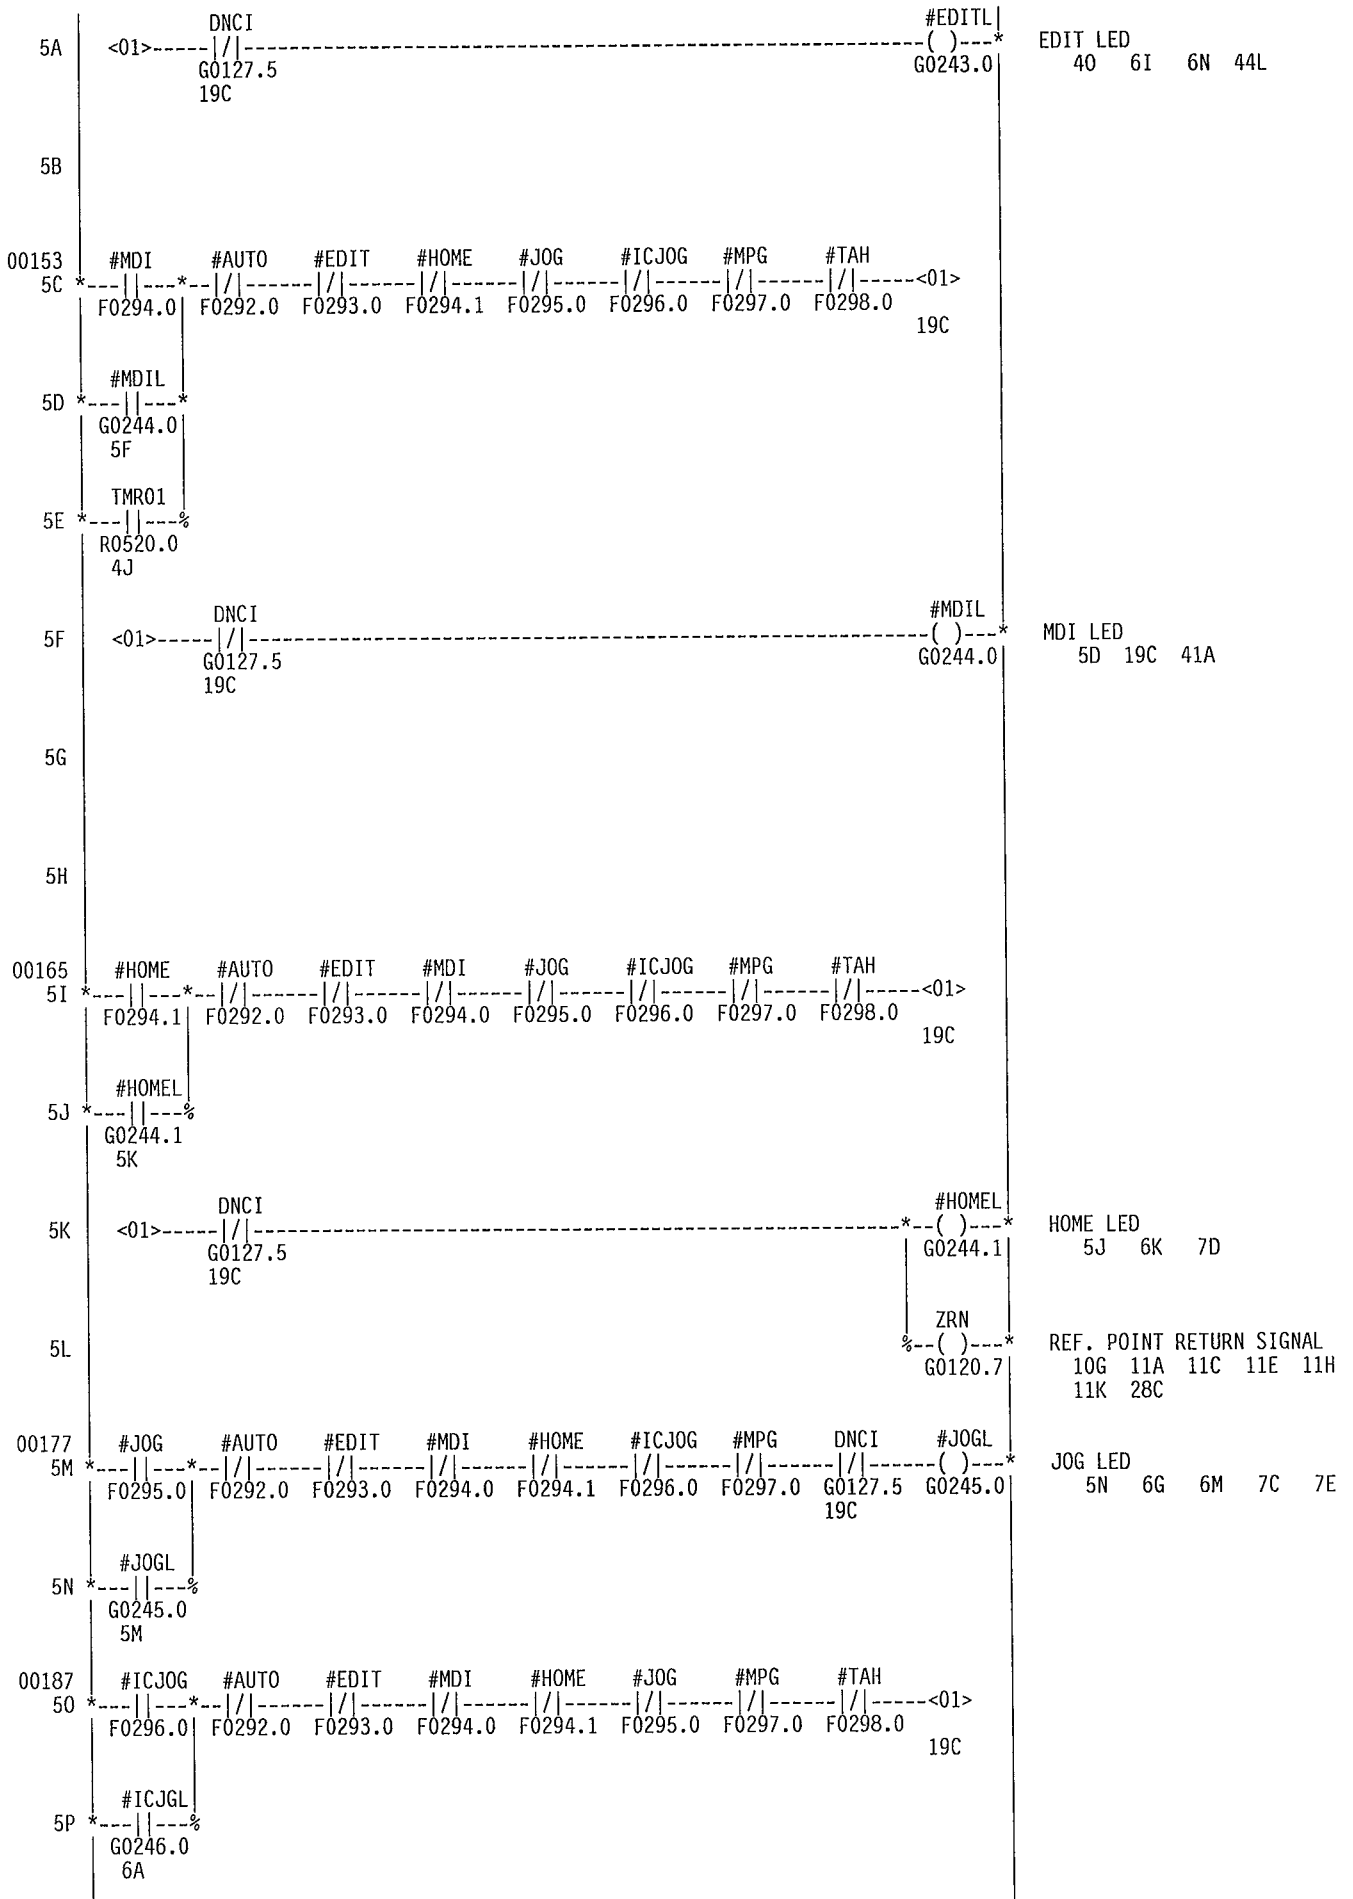 DNCI #EDITL
5A <01>-----|/|------------------------------------------------( )---* EDIT LED
G0127.5 G0243.0 4O 6I 6N 44L
19C
5B
00153 #MDI #AUTO #EDIT #HOME #JOG #ICJOG #MPG #TAH
5C *---||---*--|/|------|/|------|/|------|/|------|/|------|/|------|/|-----<01>
F0294.0 F0292.0 F0293.0 F0294.1 F0295.0 F0296.0 F0297.0 F0298.0
19C
#MDIL
5D *---||---*
G0244.0
5F
TMR01
5E *---||---%
R0520.0
4J
DNCI #MDIL
5F <01>-----|/|------------------------------------------------( )---* MDI LED
G0127.5 G0244.0 5D 19C 41A
19C
5G
5H
00165 #HOME #AUTO #EDIT #MDI #JOG #ICJOG #MPG #TAH
5I *---||---*--|/|------|/|------|/|------|/|------|/|------|/|------|/|-----<01>
F0294.1 F0292.0 F0293.0 F0294.0 F0295.0 F0296.0 F0297.0 F0298.0
19C
#HOMEL
5J *---||---%
G0244.1
5K
DNCI #HOMEL
5K <01>-----|/|----------------------------------------------*--( )---* HOME LED
G0127.5 G0244.1 5J 6K 7D
19C
ZRN
5L %--( )---* REF. POINT RETURN SIGNAL
G0120.7 10G 11A 11C 11E 11H
11K 28C
00177 #JOG #AUTO #EDIT #MDI #HOME #ICJOG #MPG DNCI #JOGL
5M *---||---*--|/|------|/|------|/|------|/|------|/|------|/|------|/|------( )---* JOG LED
F0295.0 F0292.0 F0293.0 F0294.0 F0294.1 F0296.0 F0297.0 G0127.5 G0245.0 5N 6G 6M 7C 7E
19C
#JOGL
5N *---||---%
G0245.0
5M
00187 #ICJOG #AUTO #EDIT #MDI #HOME #JOG #MPG #TAH
5O *---||---*--|/|------|/|------|/|------|/|------|/|------|/|------|/|-----<01>
F0296.0 F0292.0 F0293.0 F0294.0 F0294.1 F0295.0 F0297.0 F0298.0
19C
#ICJGL
5P *---||---%
G0246.0
6A